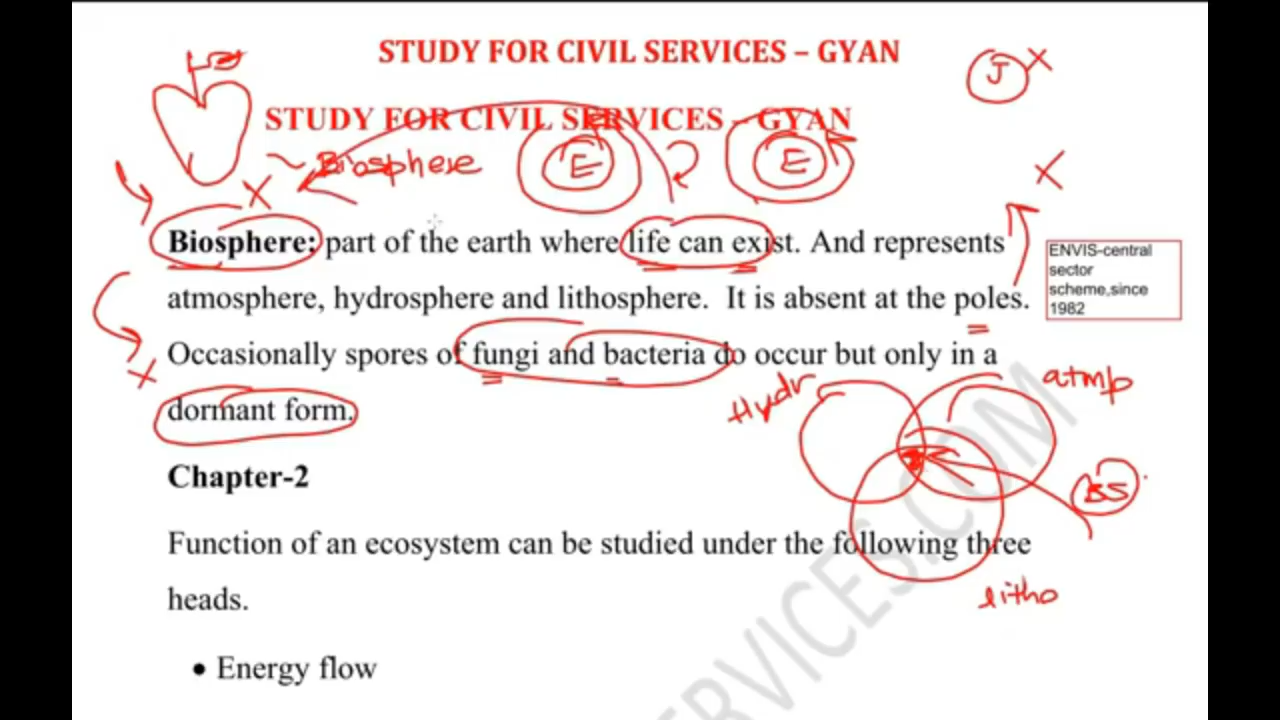 STUDY FOR CIVIL SERVICES – GYAN
J
STUDY FOR CIVIL SERVICES – GYAN
Biosphere
E
E
Biosphere: part of the earth where life can exist. And represents
atmosphere, hydrosphere and lithosphere. It is absent at the poles.
Occasionally spores of fungi and bacteria do occur but only in a
dormant form.
ENVIS-central
sector
scheme,since
1982
Hydr
atmp
BS
litho
Chapter-2
Function of an ecosystem can be studied under the following three
heads.
• Energy flow
SERVICES.COM